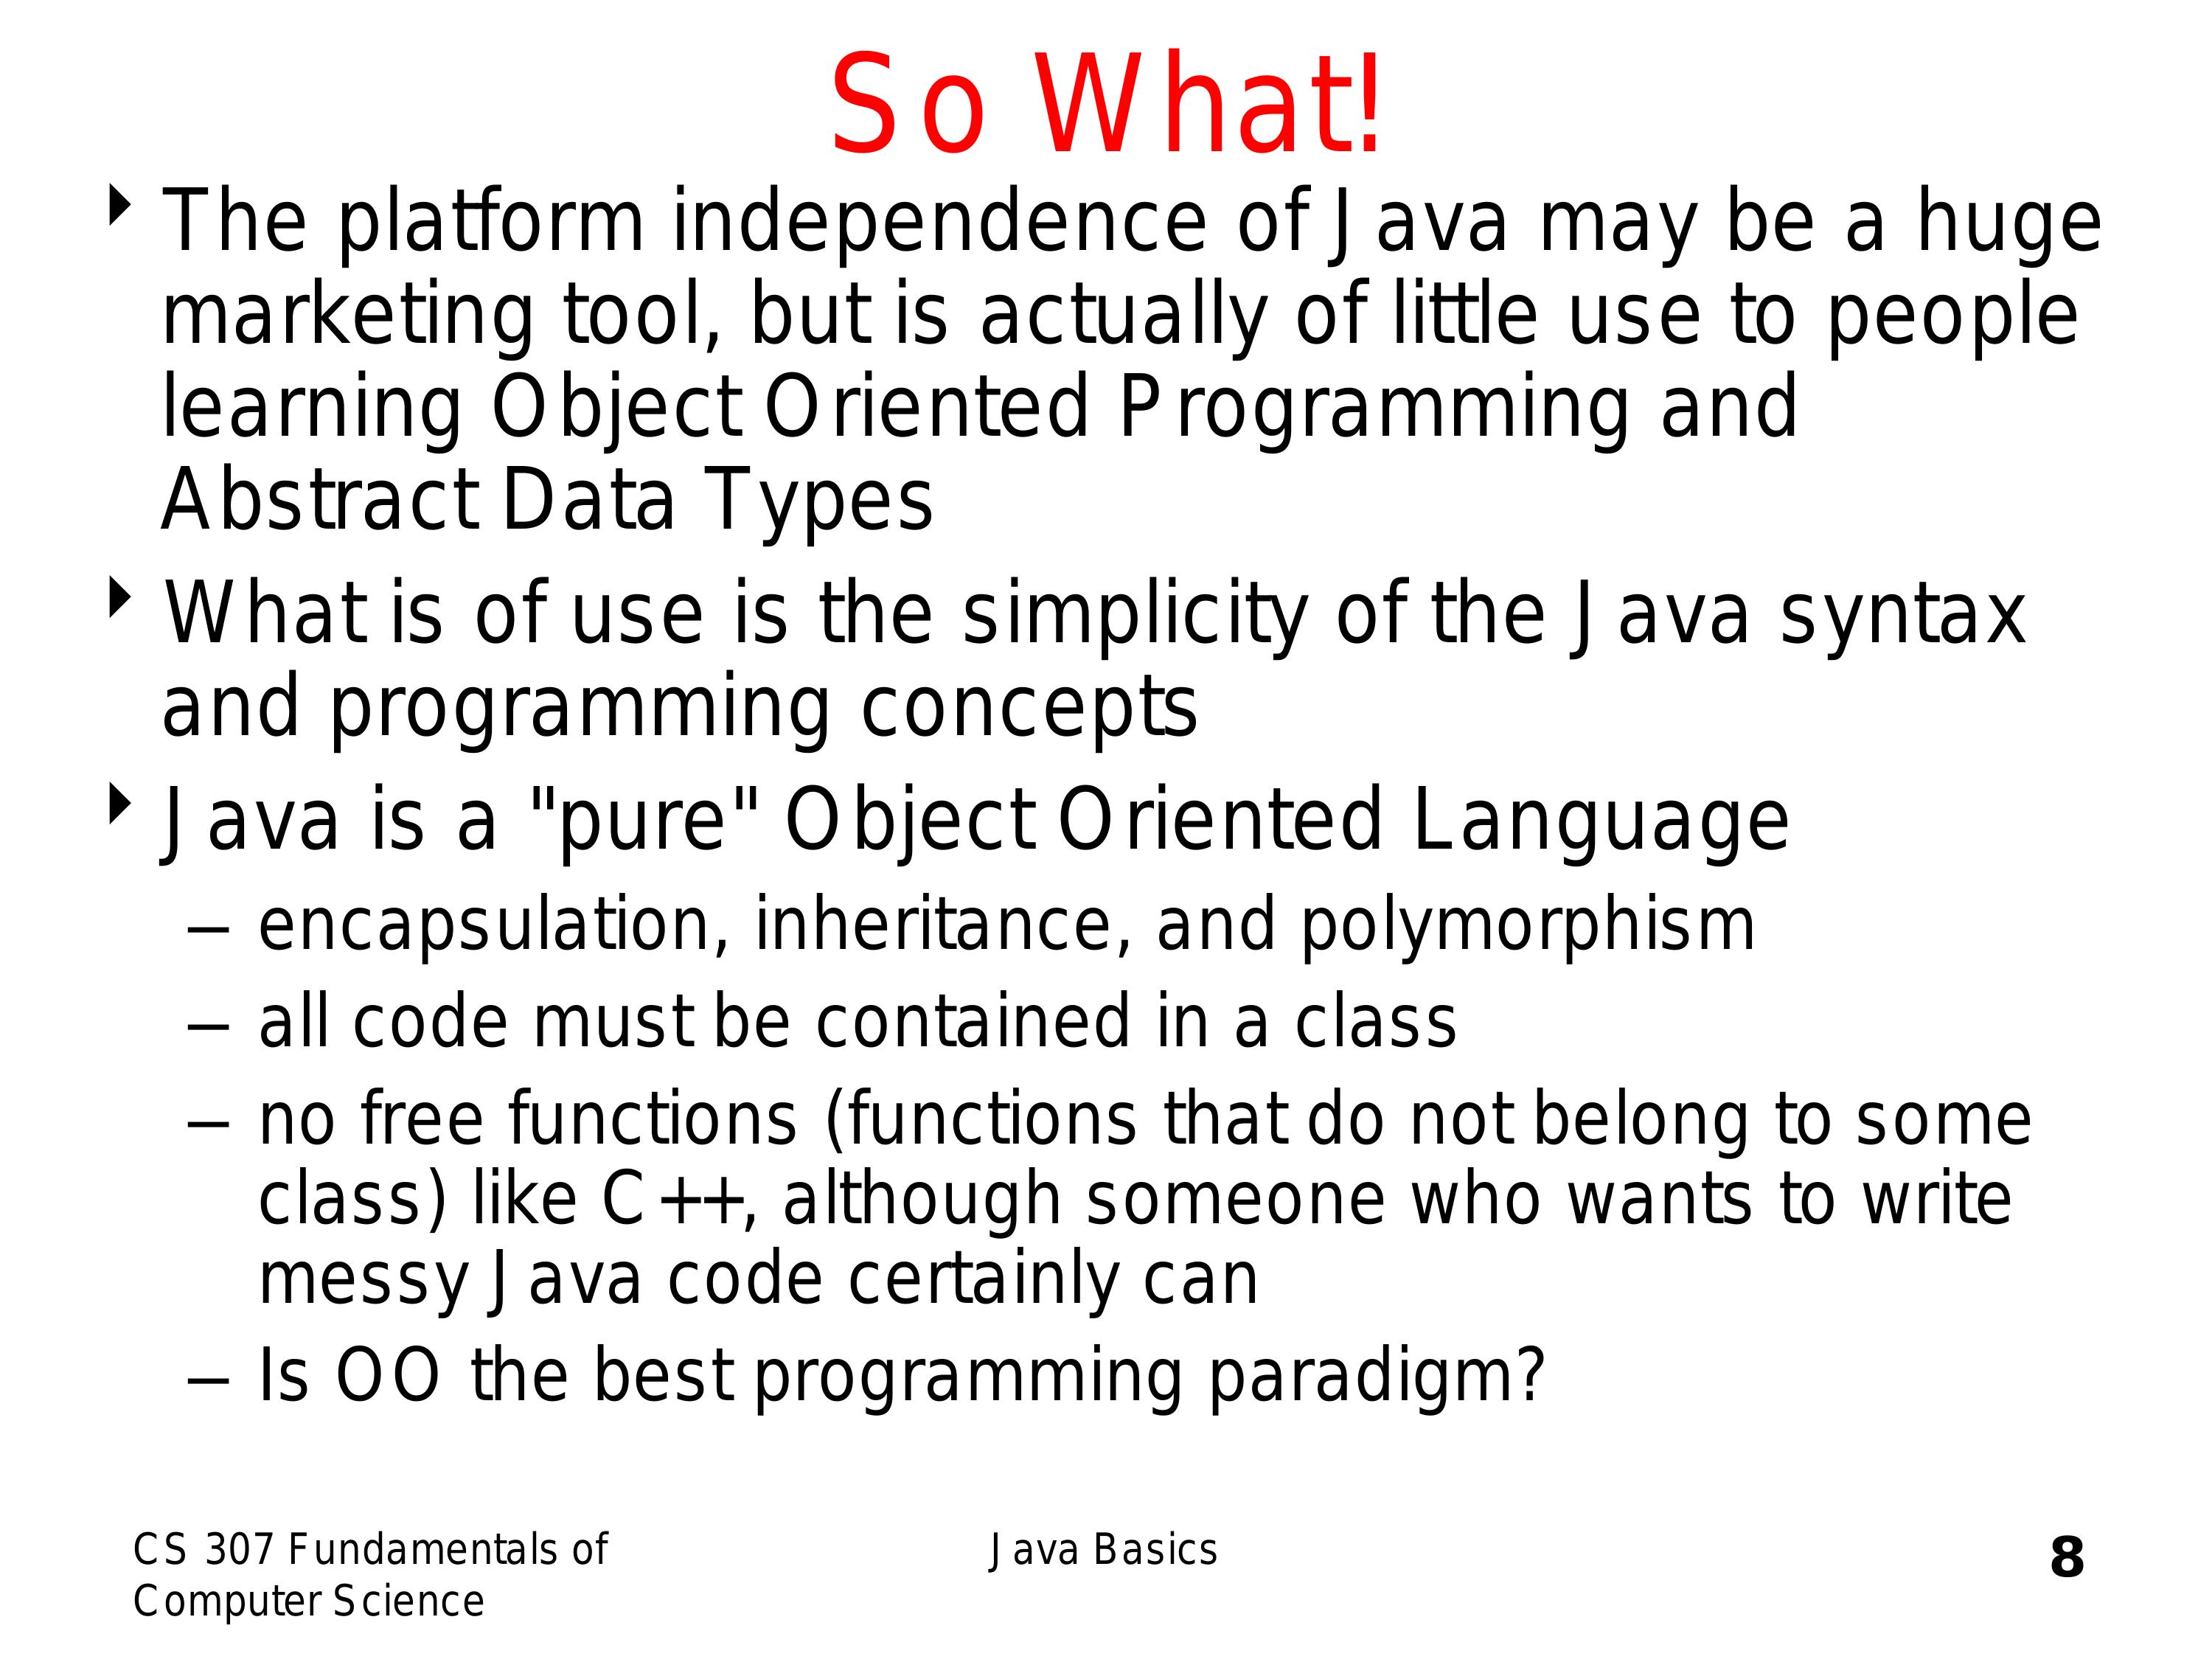 So What!
The platform independence of Java may be a huge
marketing tool, but is actually of little use to people
learning Object Oriented Programming and
Abstract Data Types
What is of use is the simplicity of the Java syntax
and programming concepts
Java is a "pure" Object Oriented Language
– encapsulation, inheritance, and polymorphism
– all code must be contained in a class
– no free functions (functions that do not belong to some
class) like C++, although someone who wants to write
messy Java code certainly can
– Is OO the best programming paradigm?
CS 307 Fundamentals of
Computer Science
Java Basics
8